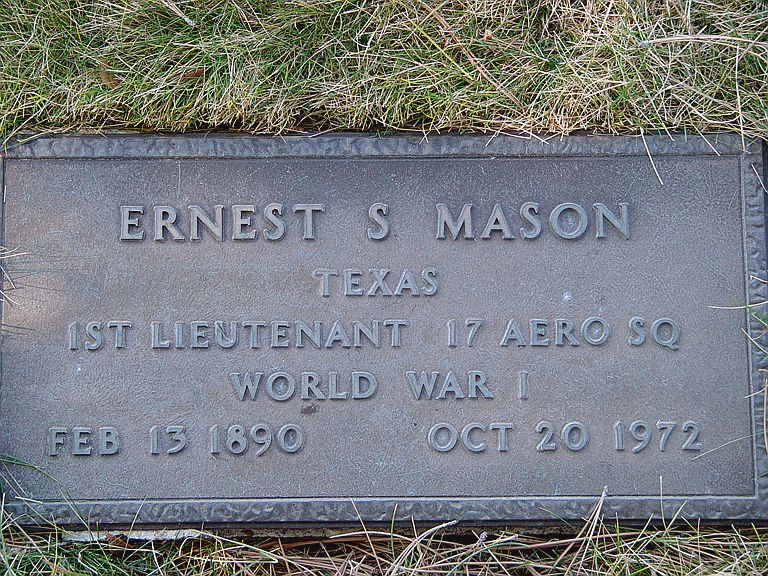 ERNEST S MASON
TEXAS
1ST LIEUTENANT 17 AERO SQ
WORLD WAR I
FEB 13 1890 OCT 20 1972